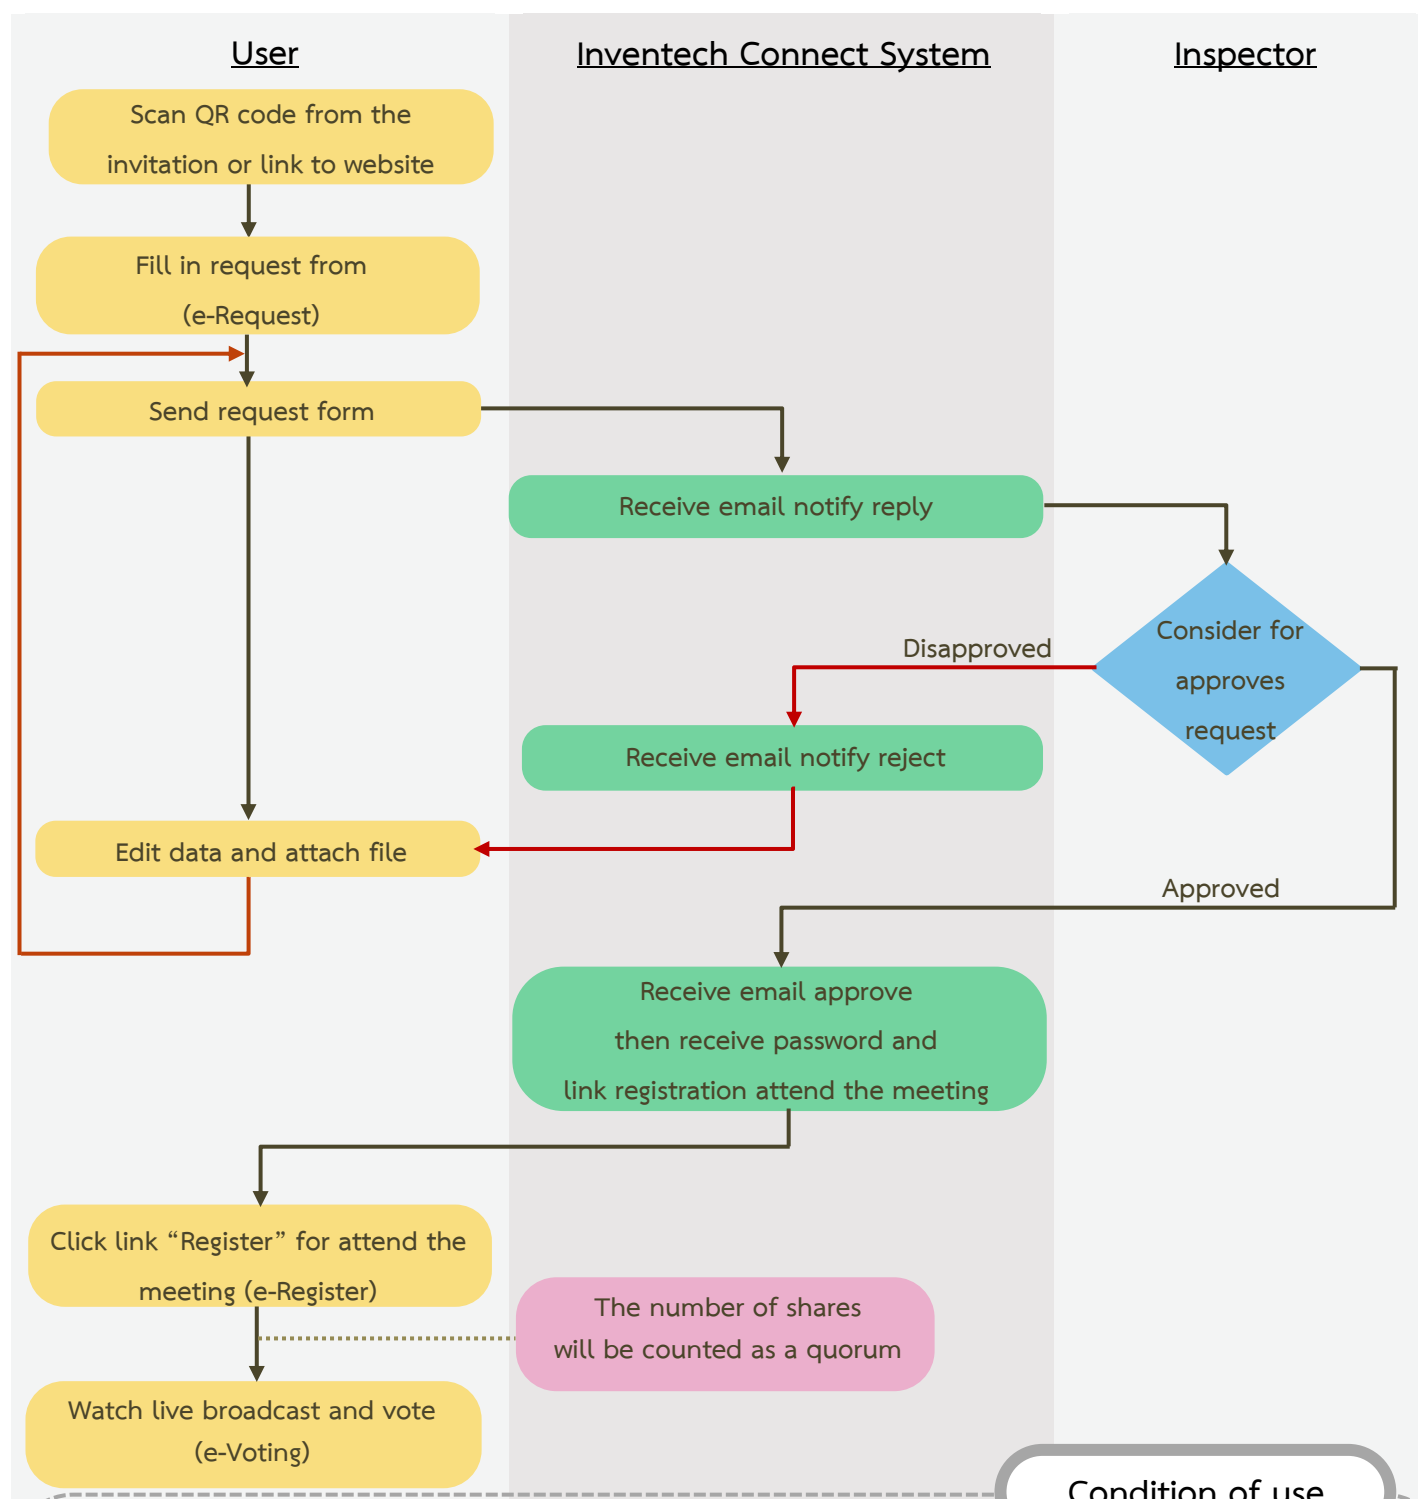 User
Inventech Connect System
Inspector
Scan QR code from the
invitation or link to website
Fill in request from
(e-Request)
Send request form
Receive email notify reply
Consider for
approves
request
Disapproved
Receive email notify reject
Edit data and attach file
Approved
Receive email approve
then receive password and
link registration attend the meeting
Click link “Register” for attend the
meeting (e-Register)
The number of shares
will be counted as a quorum
Watch live broadcast and vote
(e-Voting)
Condition of use